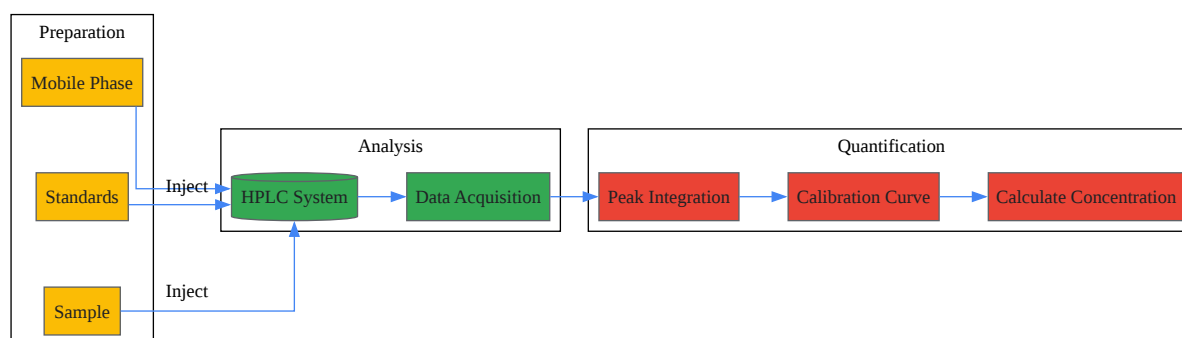 Preparation
Mobile Phase
Standards
Inject
Sample
Inject
Analysis
HPLC System
Data Acquisition
Quantification
Peak Integration
Calibration Curve
Calculate Concentration